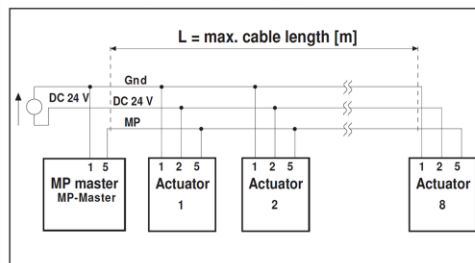 L = max. cable length [m]
Gnd
DC 24 V DC 24 V
MP
1 5 1 2 5 1 2 5 1 2 5
MP master Actuator Actuator Actuator
MP-Master 1 2 8